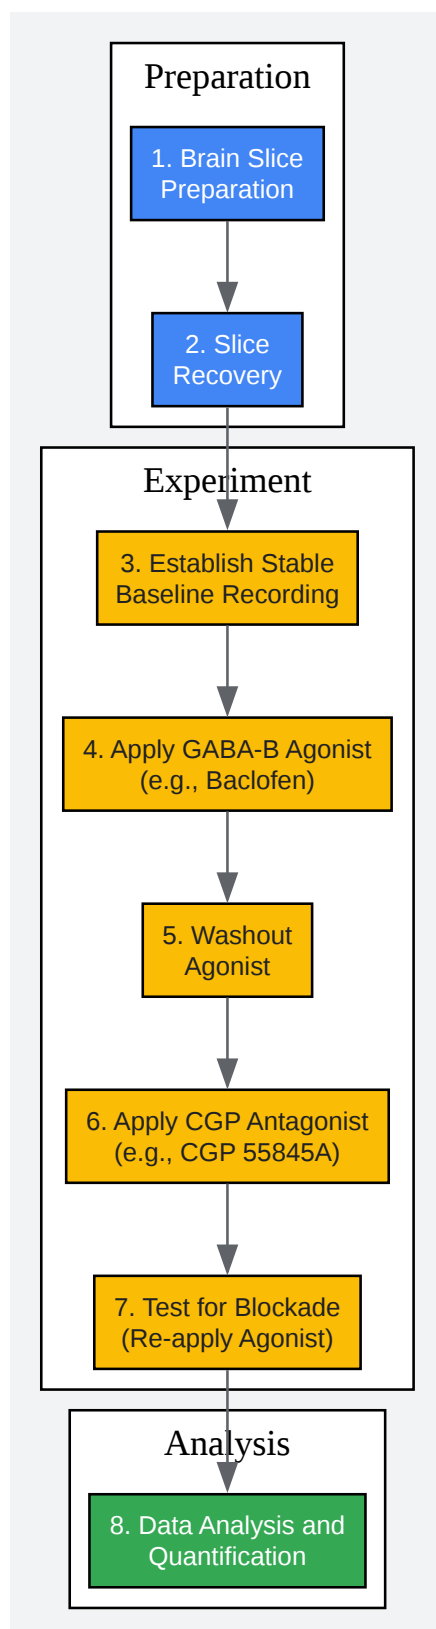 Preparation
1. Brain Slice
Preparation
2. Slice
Recovery
Experiment
3. Establish Stable
Baseline Recording
4. Apply GABA-B Agonist
(e.g., Baclofen)
5. Washout
Agonist
6. Apply CGP Antagonist
(e.g., CGP 55845A)
7. Test for Blockade
(Re-apply Agonist)
Analysis
8. Data Analysis and
Quantification